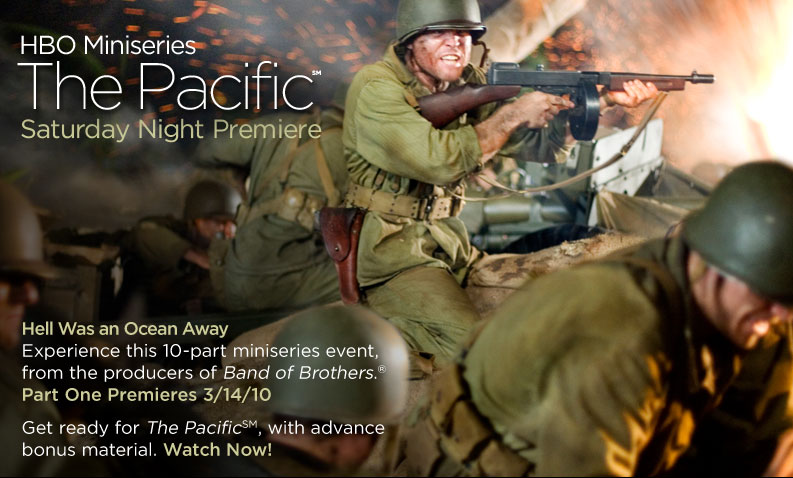 HBO Miniseries
The Pacific℠
Saturday Night Premiere
Hell Was an Ocean Away
Experience this 10-part miniseries event,
from the producers of Band of Brothers.®
Part One Premieres 3/14/10
Get ready for The Pacific℠, with advance
bonus material. Watch Now!